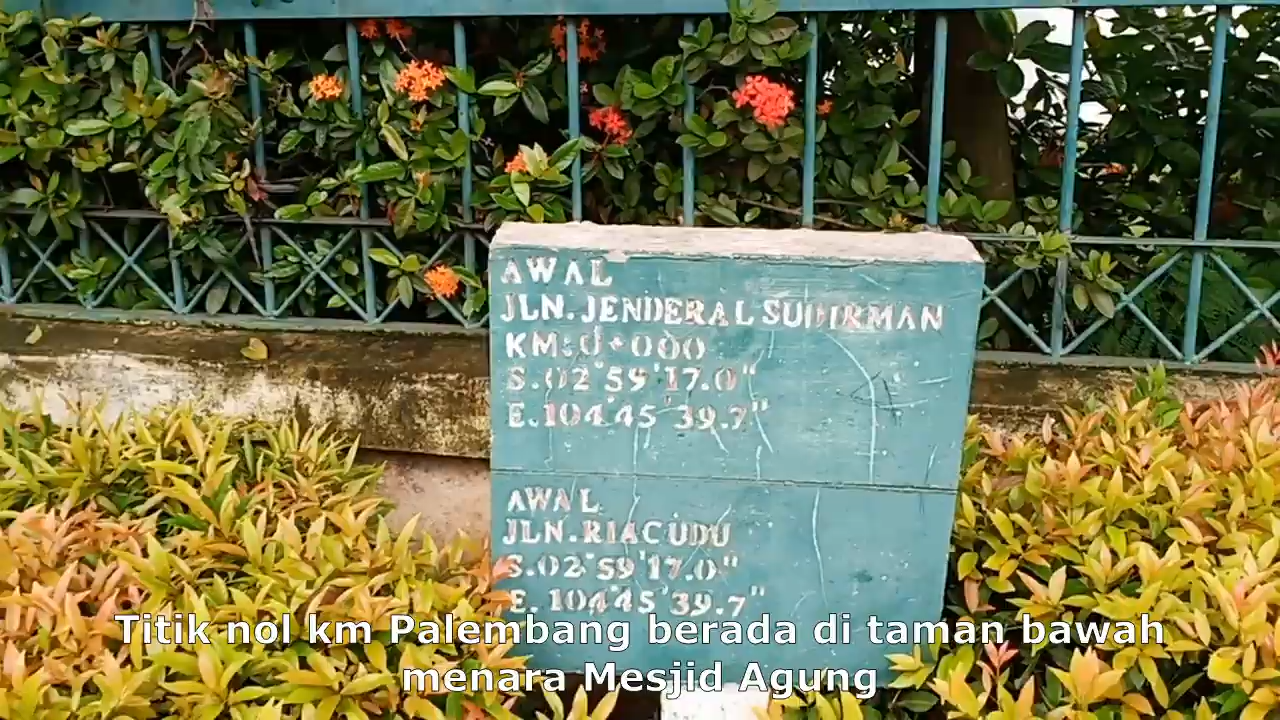 AWAL
JLN.JENDERAL SUDIRMAN
KM:0+000
S.02°59'17.0"
E.104°45'39.7"
AWAL
JLN.RIACUDU
S.02°59'17.0"
E.104°45'39.7"
Titik nol km Palembang berada di taman bawah
menara Mesjid Agung